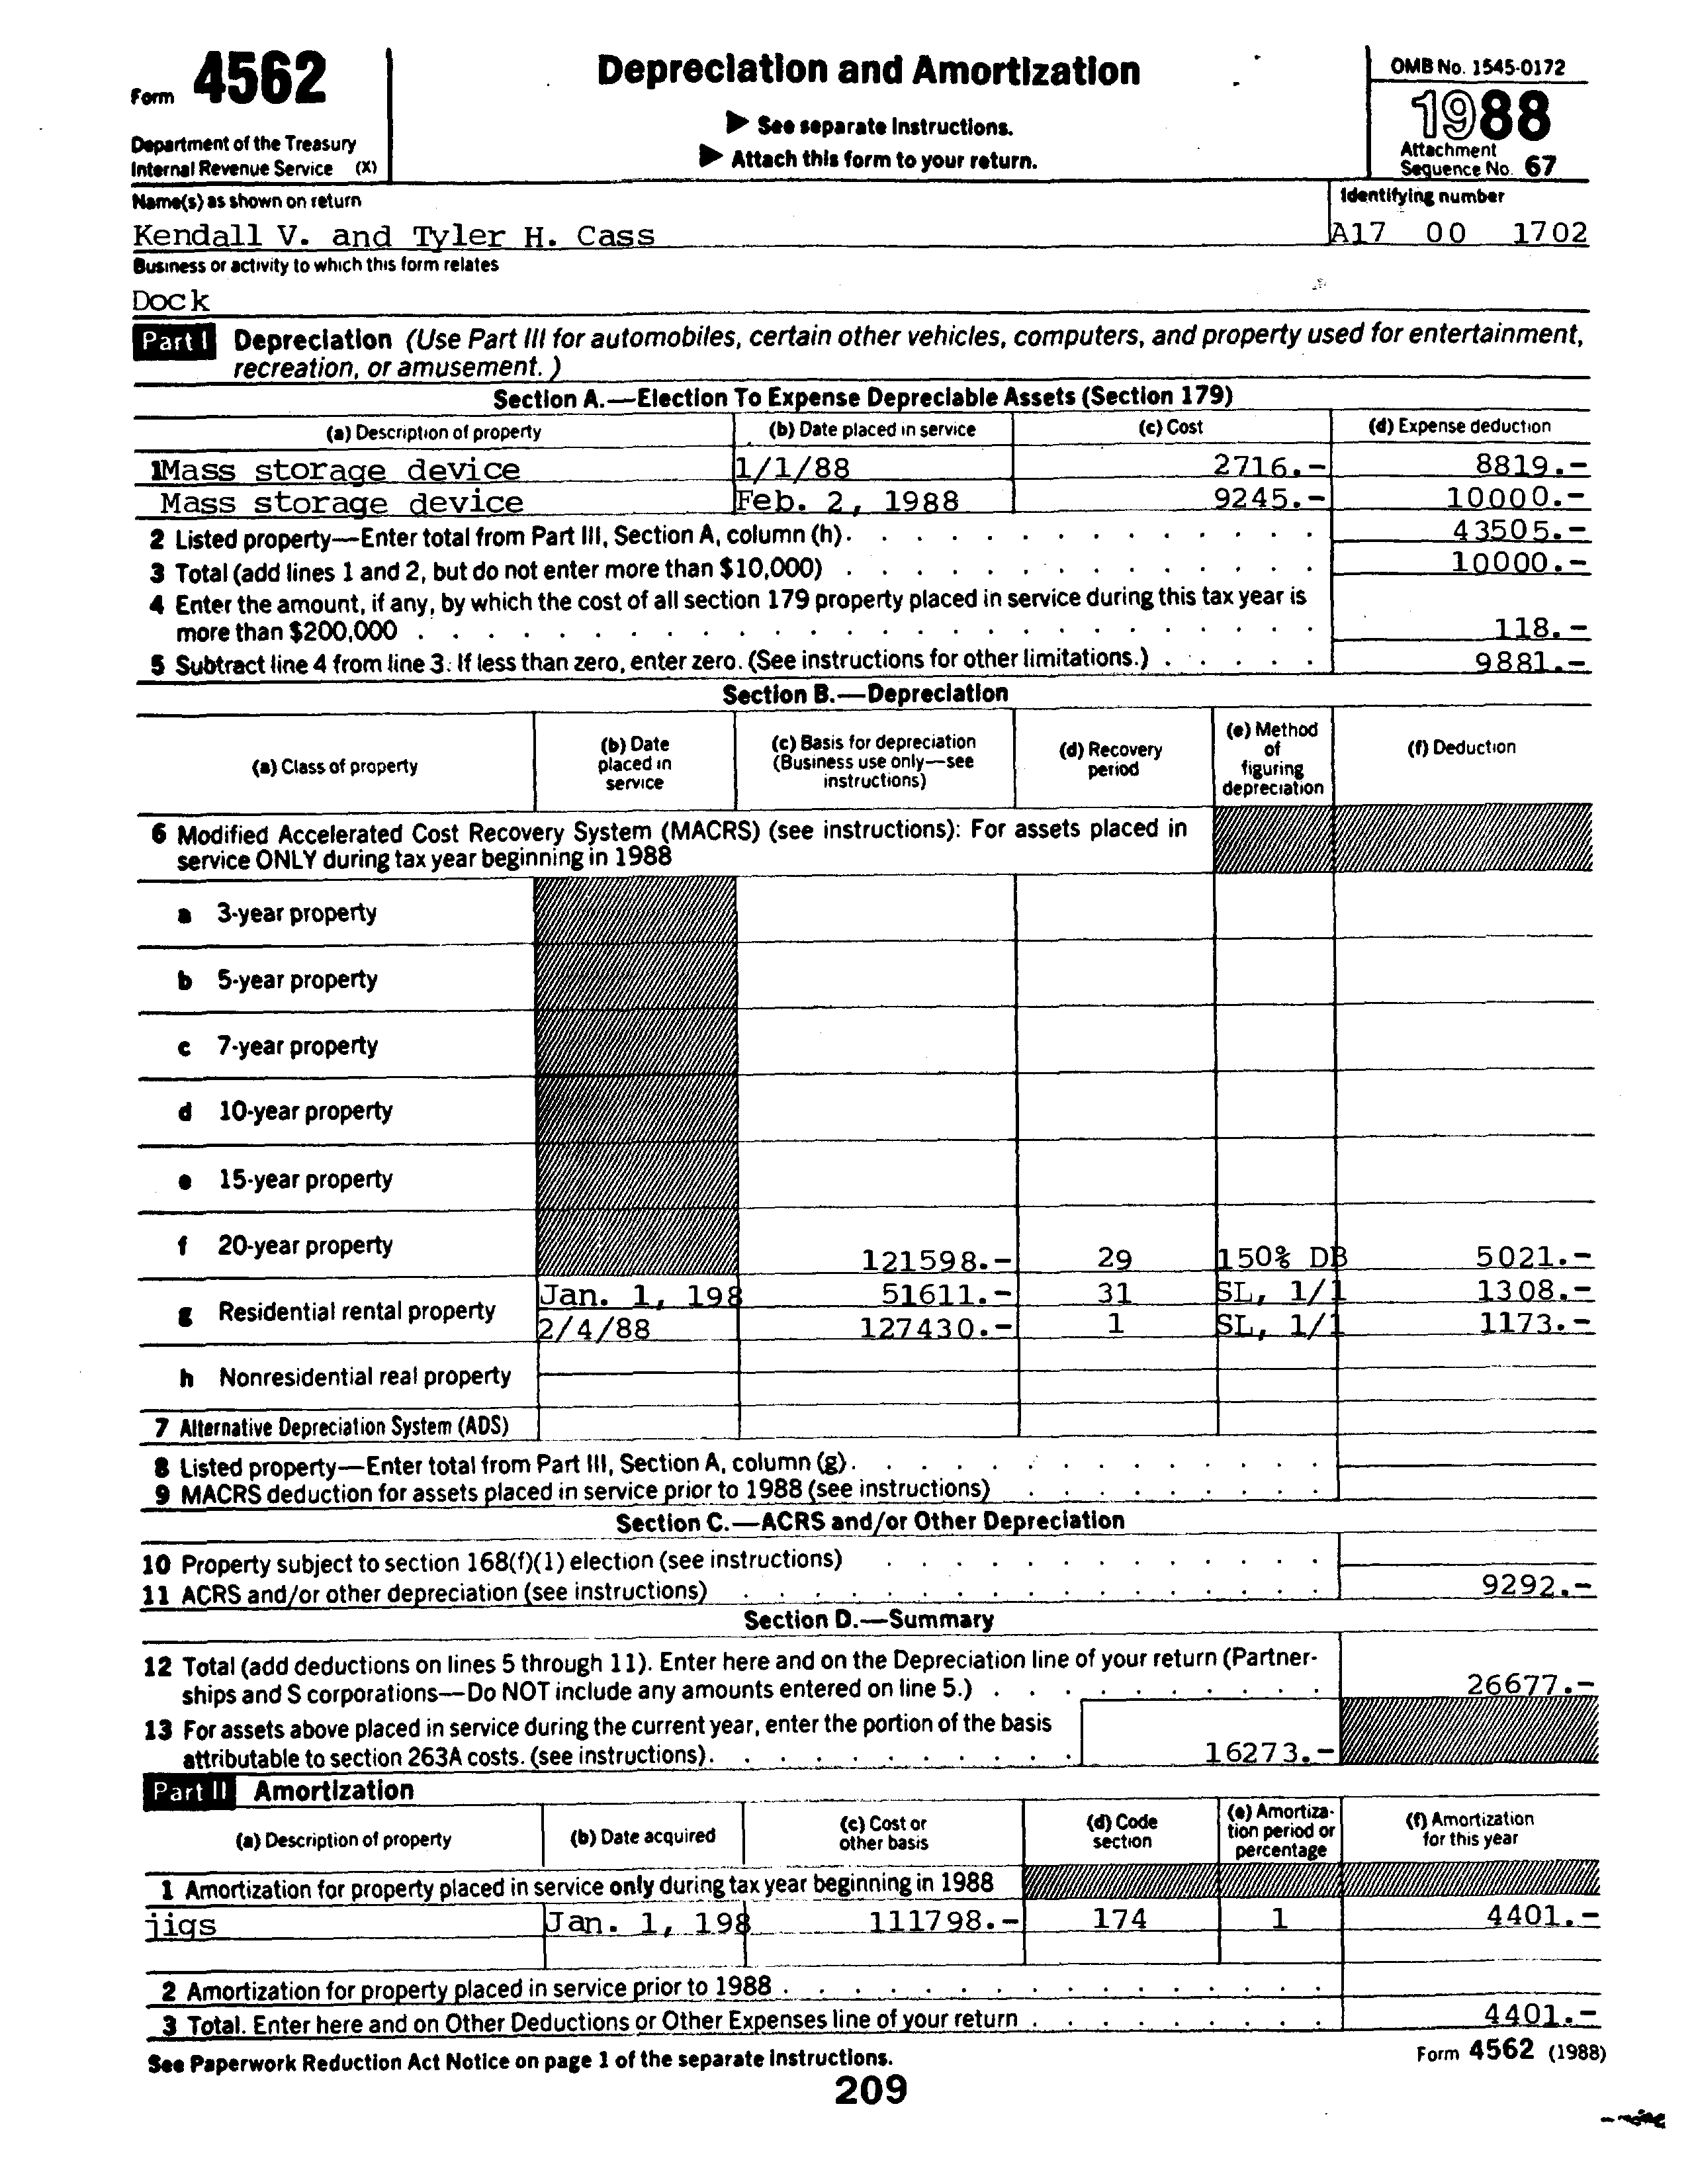 Form 4562
Department of the Treasury
Internal Revenue Service (X)
Depreciation and Amortization
▶ See separate instructions.
▶ Attach this form to your return.
OMB No. 1545-0172
1988
Attachment
Sequence No. 67
Name(s) as shown on return
Identifying number
Kendall V. and Tyler H. Cass A17 00 1702
Business or activity to which this form relates
Dock
Part I Depreciation (Use Part III for automobiles, certain other vehicles, computers, and property used for entertainment,
recreation, or amusement.)
Section A.—Election To Expense Depreciable Assets (Section 179)
(a) Description of property (b) Date placed in service (c) Cost (d) Expense deduction
1 Mass storage device 1/1/88 2716.- 8819.-
Mass storage device Feb. 2, 1988 9245.- 10000.-
2 Listed property—Enter total from Part III, Section A, column (h). 43505.-
3 Total (add lines 1 and 2, but do not enter more than $10,000) 10000.-
4 Enter the amount, if any, by which the cost of all section 179 property placed in service during this tax year is
more than $200,000 118.-
5 Subtract line 4 from line 3. If less than zero, enter zero. (See instructions for other limitations.) 9881.-
Section B.—Depreciation
(a) Class of property
(b) Date
placed in
service
(c) Basis for depreciation
(Business use only—see
instructions)
(d) Recovery
period
(e) Method
of
figuring
depreciation
(f) Deduction
6 Modified Accelerated Cost Recovery System (MACRS) (see instructions): For assets placed in
service ONLY during tax year beginning in 1988
a 3-year property
b 5-year property
c 7-year property
d 10-year property
e 15-year property
f 20-year property 121598.- 29 150% DB 5021.-
Jan. 1, 198 51611.- 31 SL, 1/1 1308.-
g Residential rental property
2/4/88 127430.- 1 SL, 1/1 1173.-
h Nonresidential real property
7 Alternative Depreciation System (ADS)
8 Listed property—Enter total from Part III, Section A, column (g).
9 MACRS deduction for assets placed in service prior to 1988 (see instructions)
Section C.—ACRS and/or Other Depreciation
10 Property subject to section 168(f)(1) election (see instructions)
11 ACRS and/or other depreciation (see instructions) 9292.-
Section D.—Summary
12 Total (add deductions on lines 5 through 11). Enter here and on the Depreciation line of your return (Partner-
ships and S corporations—Do NOT include any amounts entered on line 5.) 26677.-
13 For assets above placed in service during the current year, enter the portion of the basis
attributable to section 263A costs. (see instructions). 16273.-
Part II Amortization
(a) Description of property
(b) Date acquired
(c) Cost or
other basis
(d) Code
section
(e) Amortiza-
tion period or
percentage
(f) Amortization
for this year
1 Amortization for property placed in service only during tax year beginning in 1988
jigs Jan. 1, 198 111798.- 174 1 4401.-
2 Amortization for property placed in service prior to 1988
3 Total. Enter here and on Other Deductions or Other Expenses line of your return 4401.-
See Paperwork Reduction Act Notice on page 1 of the separate instructions.
Form 4562 (1988)
209